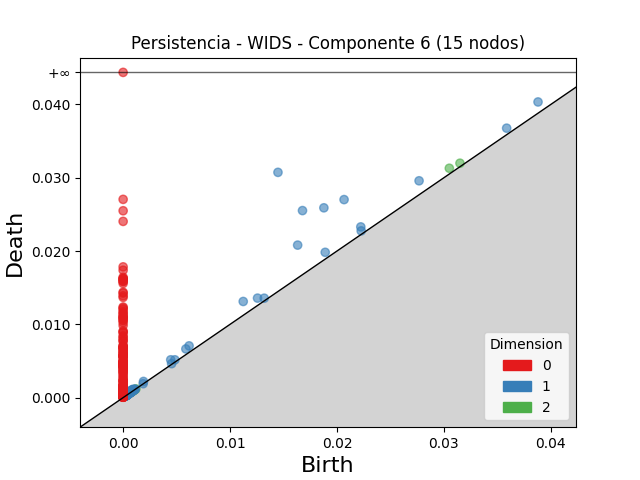 Persistencia - WIDS - Componente 6 (15 nodos)
+∞
0.040
0.030
0.020
0.010
0.000
Death
0.00 0.01 0.02 0.03 0.04
Birth
Dimension
0
1
2